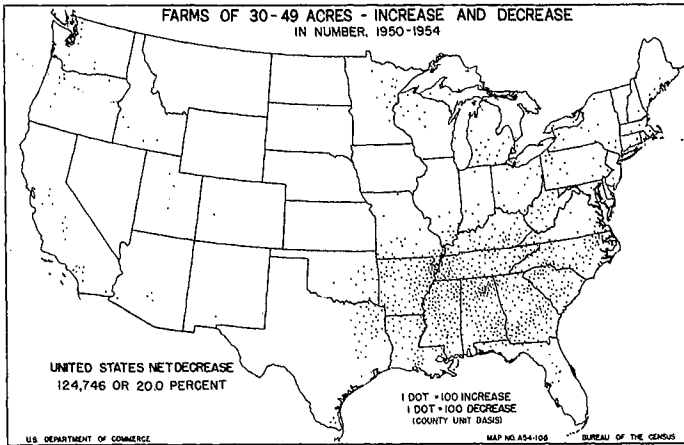 FARMS OF 30-49 ACRES - INCREASE AND DECREASE
IN NUMBER, 1950-1954
UNITED STATES NET DECREASE
124,746 OR 20.0 PERCENT
1 DOT = 100 INCREASE
1 DOT = 100 DECREASE
(COUNTY UNIT BASIS)
U.S. DEPARTMENT OF COMMERCE
MAP NO. A54-106
BUREAU OF THE CENSUS